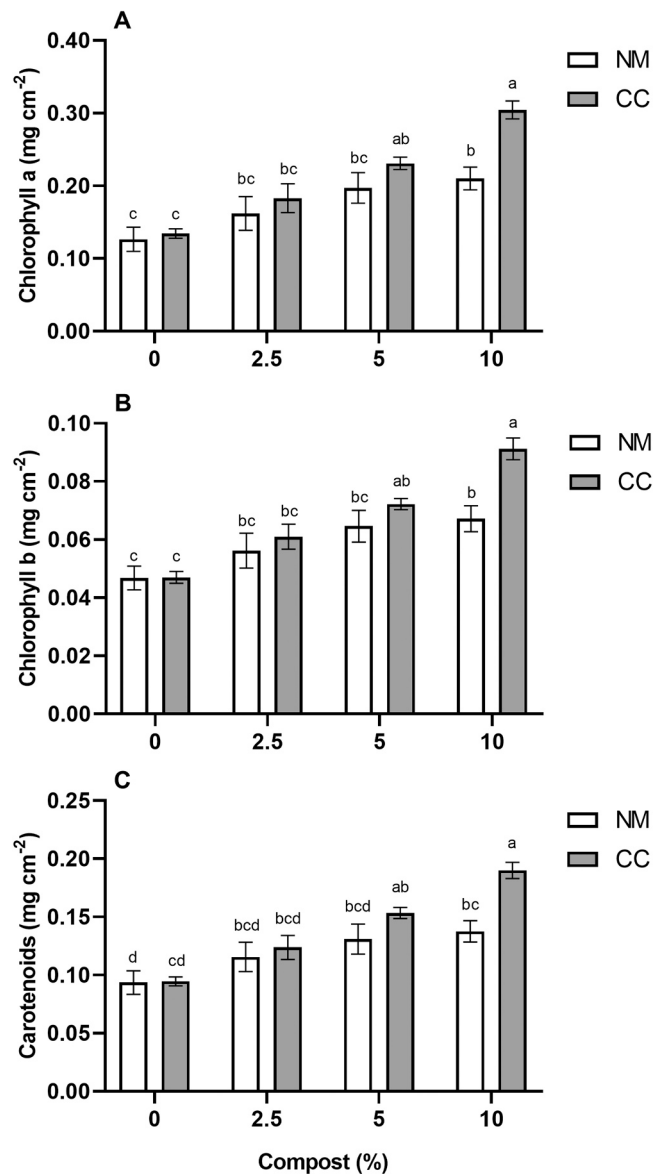 A
Chlorophyll a (mg cm-2)
0.40
0.30
0.20
0.10
0.00
c c bc bc bc ab b a
0 2.5 5 10
NM
CC
B
Chlorophyll b (mg cm-2)
0.10
0.08
0.06
0.04
0.02
0.00
c c bc bc bc ab b a
0 2.5 5 10
NM
CC
C
Carotenoids (mg cm-2)
0.25
0.20
0.15
0.10
0.05
0.00
d cd bcd bcd bcd ab bc a
0 2.5 5 10
NM
CC
Compost (%)